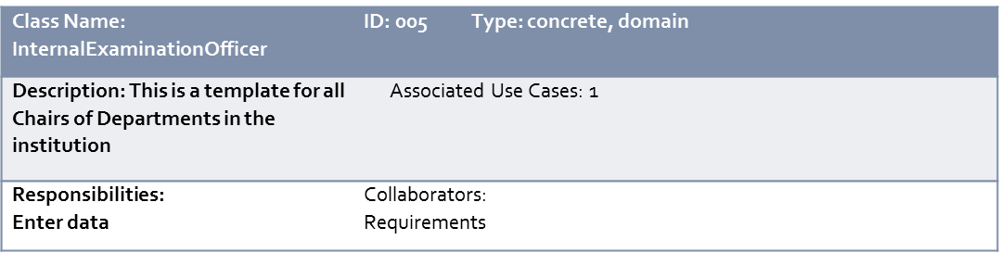 Class Name: ID: 005 Type: concrete, domain
InternalExaminationOfficer
Description: This is a template for all Associated Use Cases: 1
Chairs of Departments in the
institution
Responsibilities: Collaborators:
Enter data Requirements